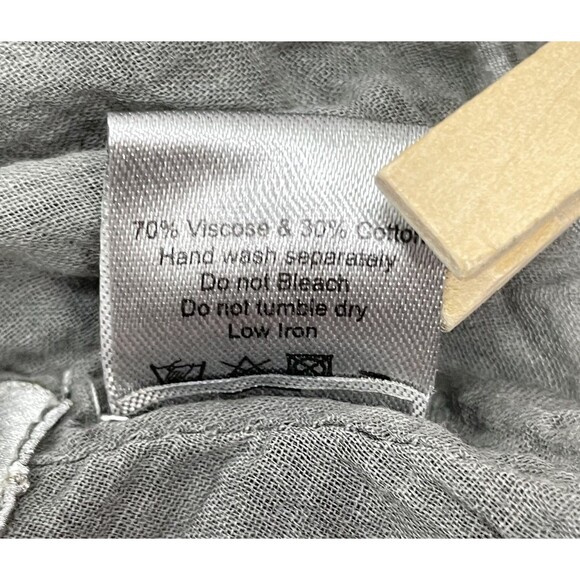 70% Viscose & 30% Cotton
Hand wash separately
Do not Bleach
Do not tumble dry
Low Iron